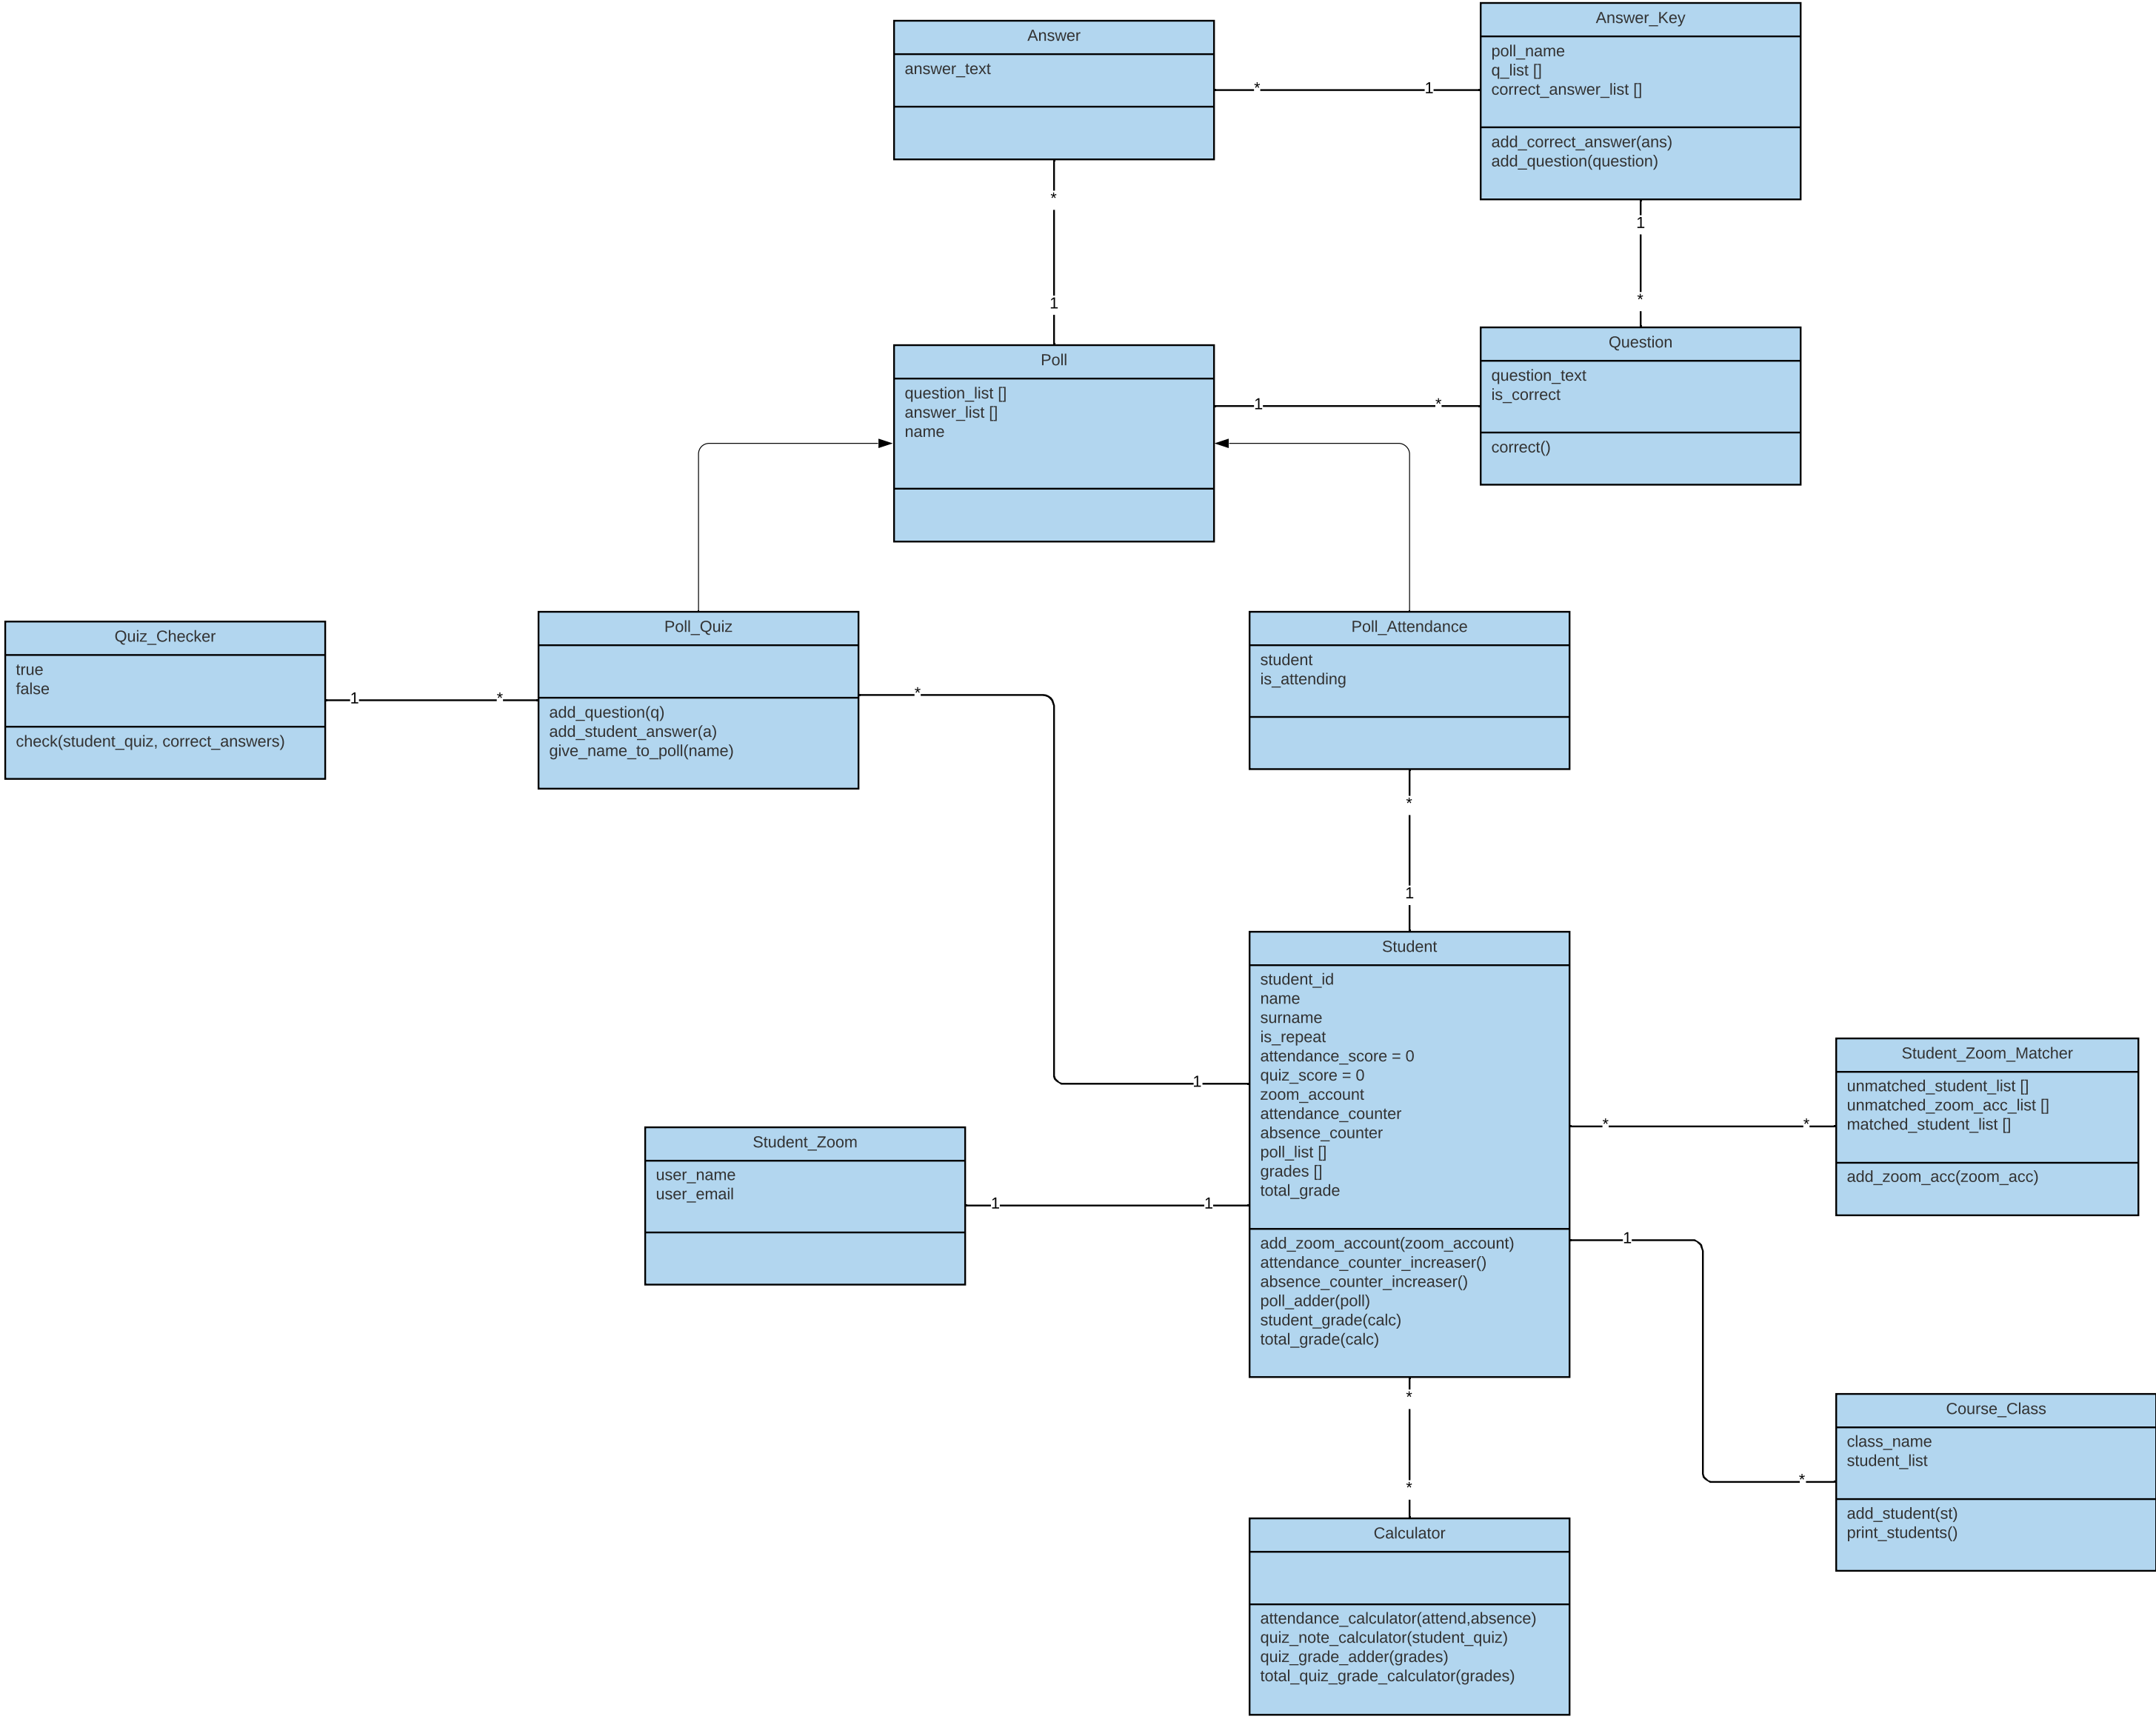 Answer
answer_text
Answer_Key
poll_name
q_list []
correct_answer_list []
add_correct_answer(ans)
add_question(question)
*
1
*
1
1
*
Poll
question_list []
answer_list []
name
Question
question_text
is_correct
correct()
1
*
Quiz_Checker
true
false
check(student_quiz, correct_answers)
1
*
Poll_Quiz
add_question(q)
add_student_answer(a)
give_name_to_poll(name)
*
1
Poll_Attendance
student
is_attending
*
1
Student
student_id
name
surname
is_repeat
attendance_score = 0
quiz_score = 0
zoom_account
attendance_counter
absence_counter
poll_list []
grades []
total_grade
add_zoom_account(zoom_account)
attendance_counter_increaser()
absence_counter_increaser()
poll_adder(poll)
student_grade(calc)
total_grade(calc)
Student_Zoom
user_name
user_email
1
1
*
*
Student_Zoom_Matcher
unmatched_student_list []
unmatched_zoom_acc_list []
matched_student_list []
add_zoom_acc(zoom_acc)
1
*
Course_Class
class_name
student_list
add_student(st)
print_students()
*
*
Calculator
attendance_calculator(attend,absence)
quiz_note_calculator(student_quiz)
quiz_grade_adder(grades)
total_quiz_grade_calculator(grades)